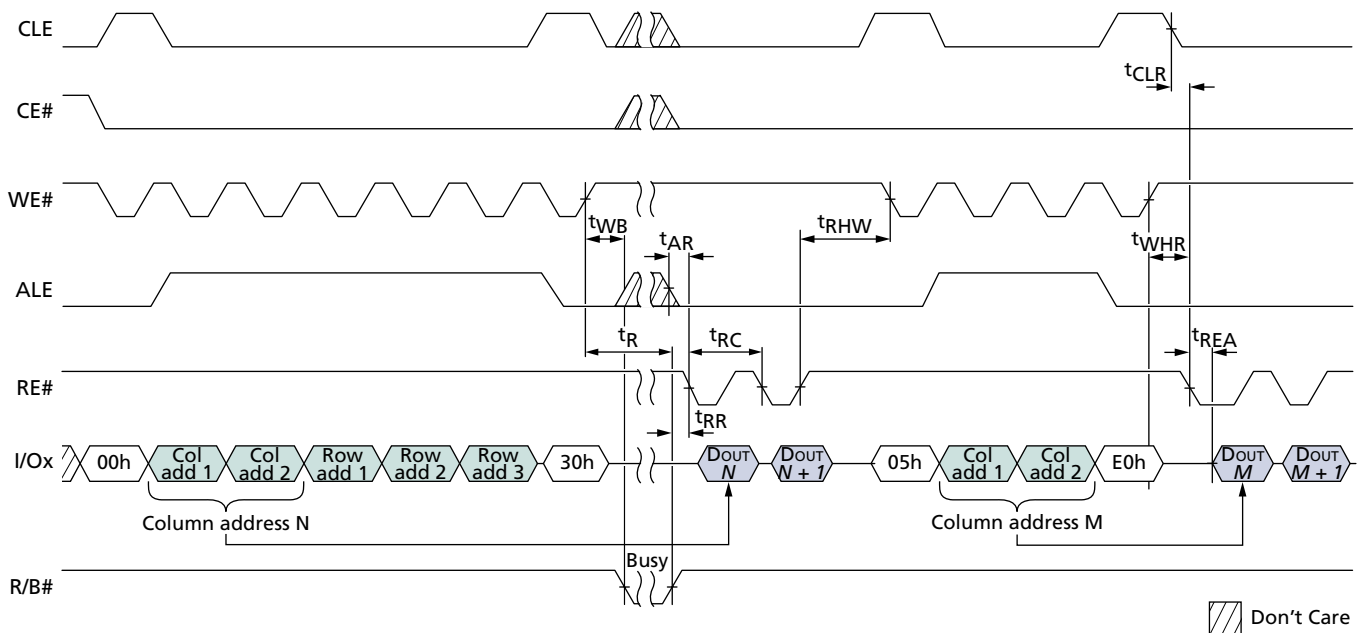 CLE
tCLR
CE#
WE#
tWB
tAR
tRHW
tWHR
ALE
tR
tRC
tREA
RE#
tRR
I/Ox
00h
Col add 1
Col add 2
Row add 1
Row add 2
Row add 3
30h
DOUT N
DOUT N + 1
05h
Col add 1
Col add 2
E0h
DOUT M
DOUT M + 1
Column address N
Column address M
Busy
R/B#
Don't Care